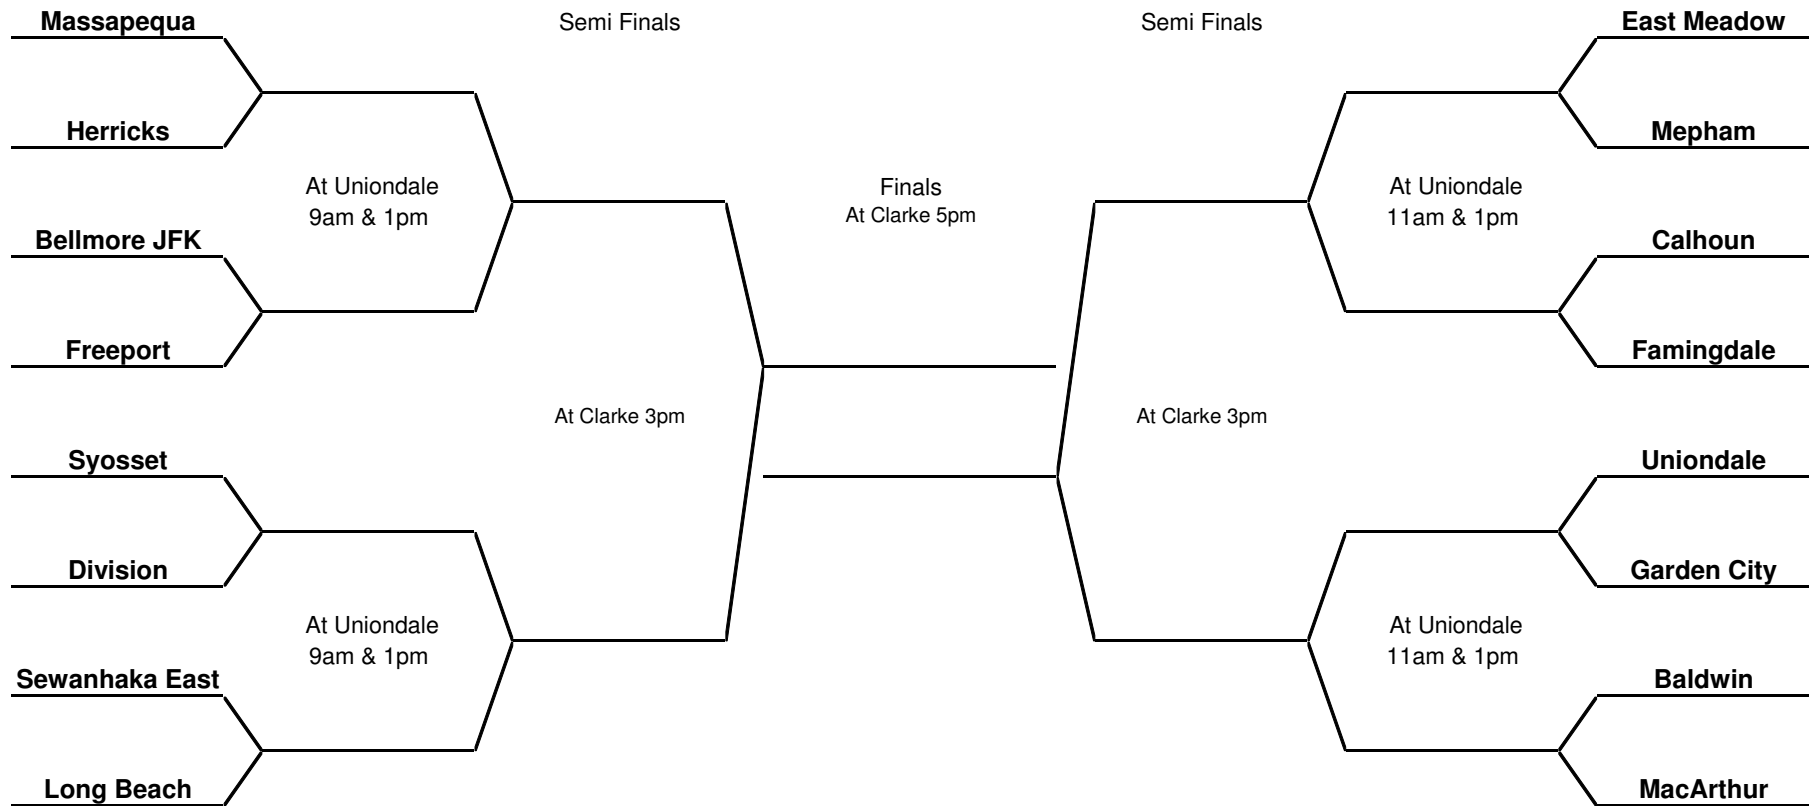 Massapequa
Semi Finals
Semi Finals
East Meadow
Herricks
Mepham
At Uniondale
9am & 1pm
Finals
At Clarke 5pm
At Uniondale
11am & 1pm
Bellmore JFK
Calhoun
Freeport
Famingdale
At Clarke 3pm
At Clarke 3pm
Syosset
Uniondale
Division
Garden City
At Uniondale
9am & 1pm
At Uniondale
11am & 1pm
Sewanhaka East
Baldwin
Long Beach
MacArthur